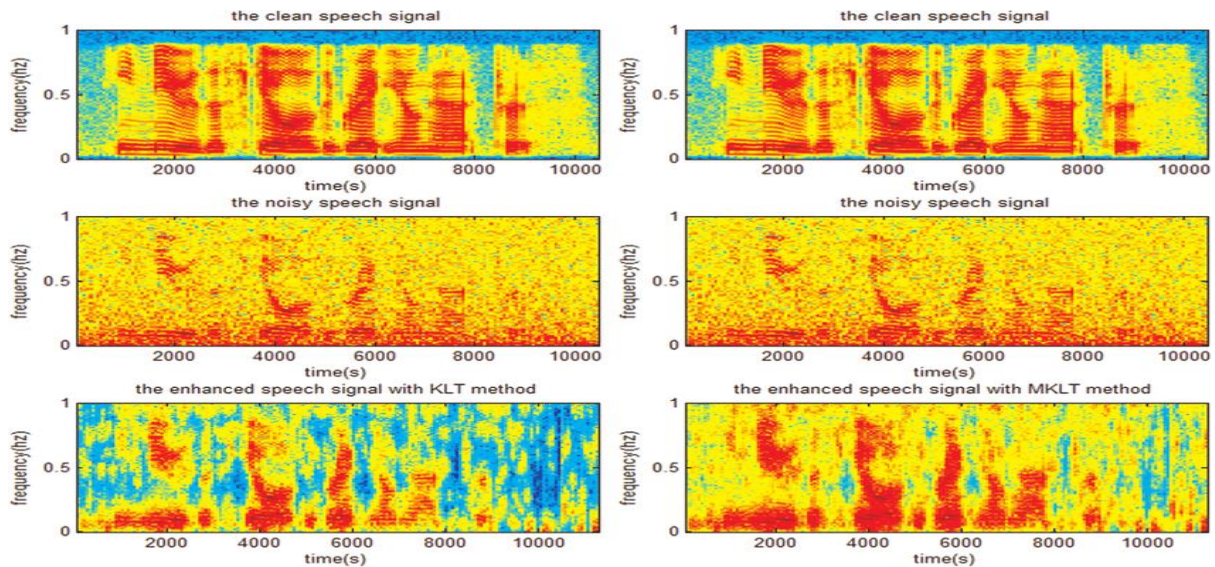 the clean speech signal
1
0.5
0
frequency(hz)
2000 4000 6000 8000 10000
time(s)
the clean speech signal
1
0.5
0
frequency(hz)
2000 4000 6000 8000 10000
time(s)
the noisy speech signal
1
0.5
0
frequency(hz)
2000 4000 6000 8000 10000
time(s)
the noisy speech signal
1
0.5
0
frequency(hz)
2000 4000 6000 8000 10000
time(s)
the enhanced speech signal with KLT method
1
0.5
0
frequency(hz)
2000 4000 6000 8000 10000
time(s)
the enhanced speech signal with MKLT method
1
0.5
0
frequency(hz)
2000 4000 6000 8000 10000
time(s)